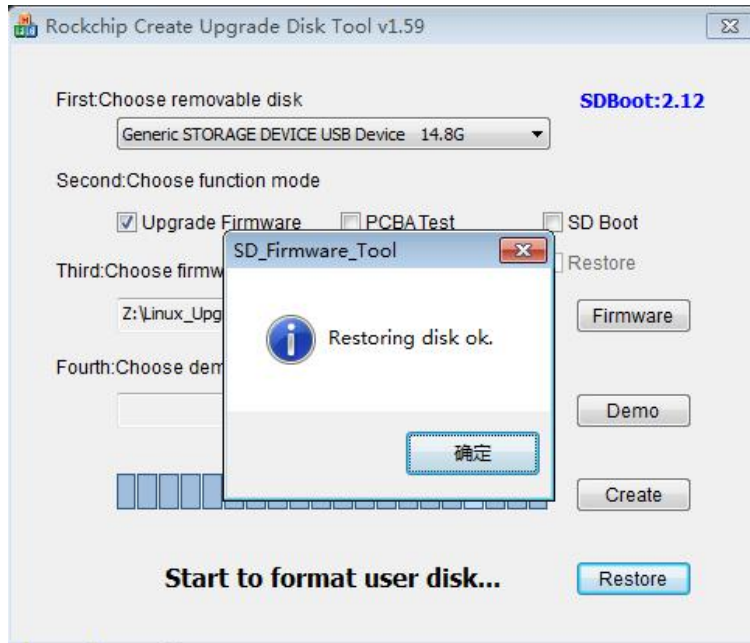 Rockchip Create Upgrade Disk Tool v1.59
First:Choose removable disk
SDBoot:2.12
Generic STORAGE DEVICE USB Device 14.8G
Second:Choose function mode
Upgrade Firmware
PCBA Test
SD Boot
SD_Firmware_Tool
Third:Choose firmw
Restore
Z:\Linux_Upg
Firmware
Restoring disk ok.
Fourth:Choose dem
Demo
确定
Create
Start to format user disk...
Restore